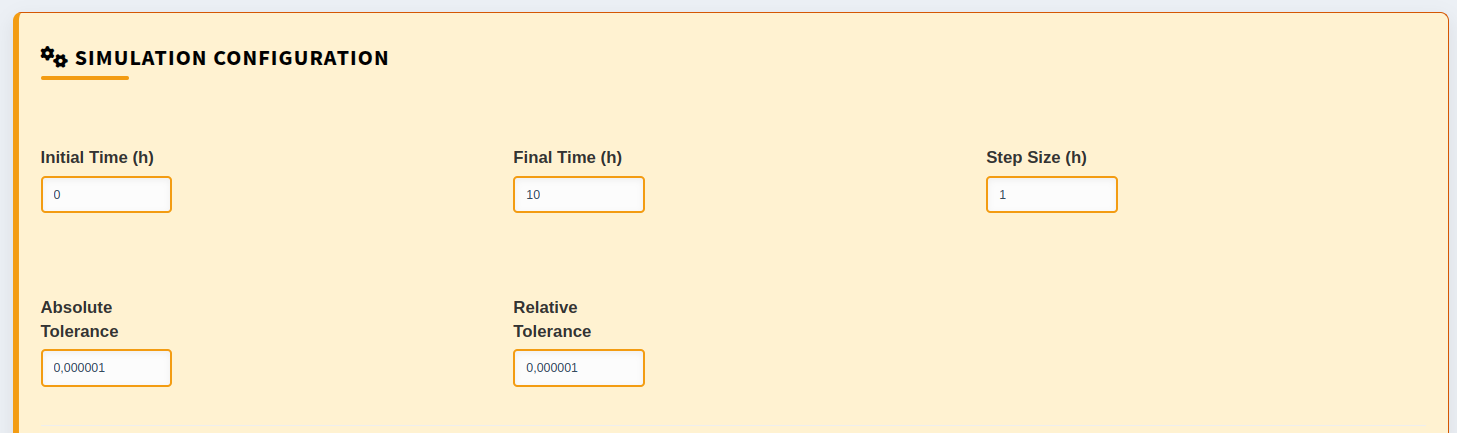 SIMULATION CONFIGURATION
Initial Time (h)
Final Time (h)
Step Size (h)
0
10
1
Absolute
Tolerance
Relative
Tolerance
0,000001
0,000001